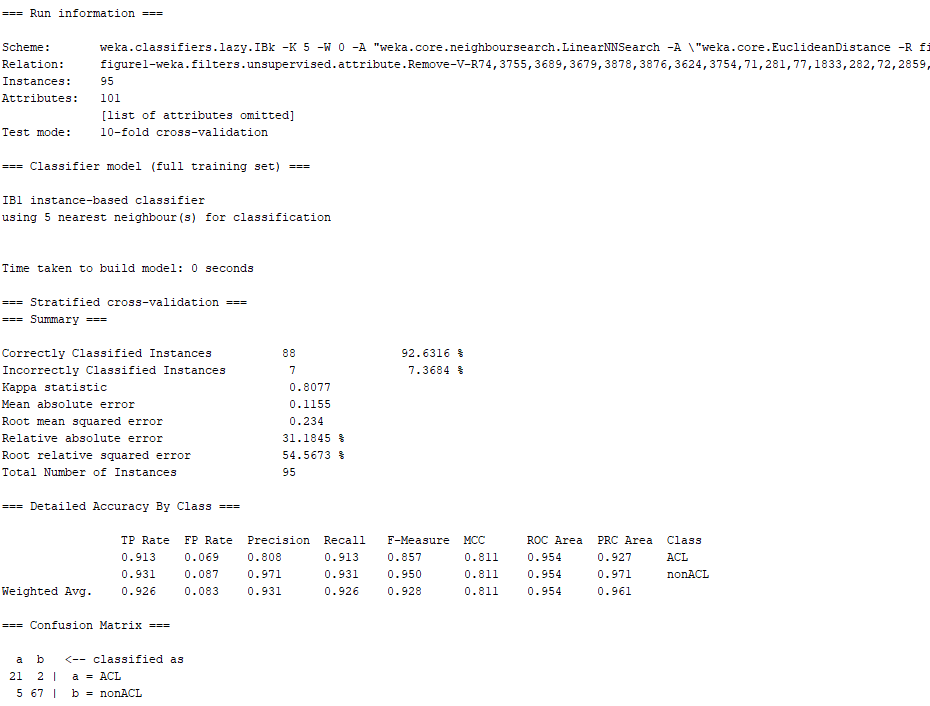 === Run information ===
Scheme: weka.classifiers.lazy.IBk -K 5 -W 0 -A "weka.core.neighboursearch.LinearNNSearch -A \"weka.core.EuclideanDistance -R fi
Relation: figure1-weka.filters.unsupervised.attribute.Remove-V-R74,3755,3689,3679,3878,3876,3624,3754,71,281,77,1833,282,72,2859,
Instances: 95
Attributes: 101
[list of attributes omitted]
Test mode: 10-fold cross-validation
=== Classifier model (full training set) ===
IB1 instance-based classifier
using 5 nearest neighbour(s) for classification
Time taken to build model: 0 seconds
=== Stratified cross-validation ===
=== Summary ===
Correctly Classified Instances 88 92.6316 %
Incorrectly Classified Instances 7 7.3684 %
Kappa statistic 0.8077
Mean absolute error 0.1155
Root mean squared error 0.234
Relative absolute error 31.1845 %
Root relative squared error 54.5673 %
Total Number of Instances 95
=== Detailed Accuracy By Class ===
TP Rate FP Rate Precision Recall F-Measure MCC ROC Area PRC Area Class
0.913 0.069 0.808 0.913 0.857 0.811 0.954 0.927 ACL
0.931 0.087 0.971 0.931 0.950 0.811 0.954 0.971 nonACL
Weighted Avg. 0.926 0.083 0.931 0.926 0.928 0.811 0.954 0.961
=== Confusion Matrix ===
a b <-- classified as
21 2 | a = ACL
5 67 | b = nonACL